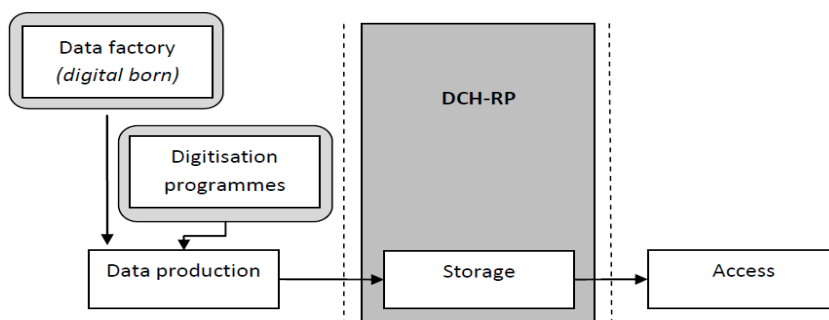 Data factory
(digital born)
DCH-RP
Digitisation
programmes
Data production
Storage
Access